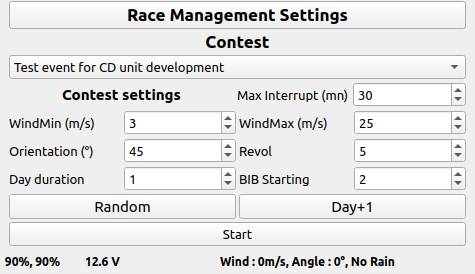 Race Management Settings
Contest
Test event for CD unit development
Contest settings Max Interrupt (mn) 30
WindMin (m/s) 3 WindMax (m/s) 25
Orientation (°) 45 Revol 5
Day duration 1 BIB Starting 2
Random Day+1
Start
90%, 90% 12.6 V Wind : 0m/s, Angle : 0°, No Rain